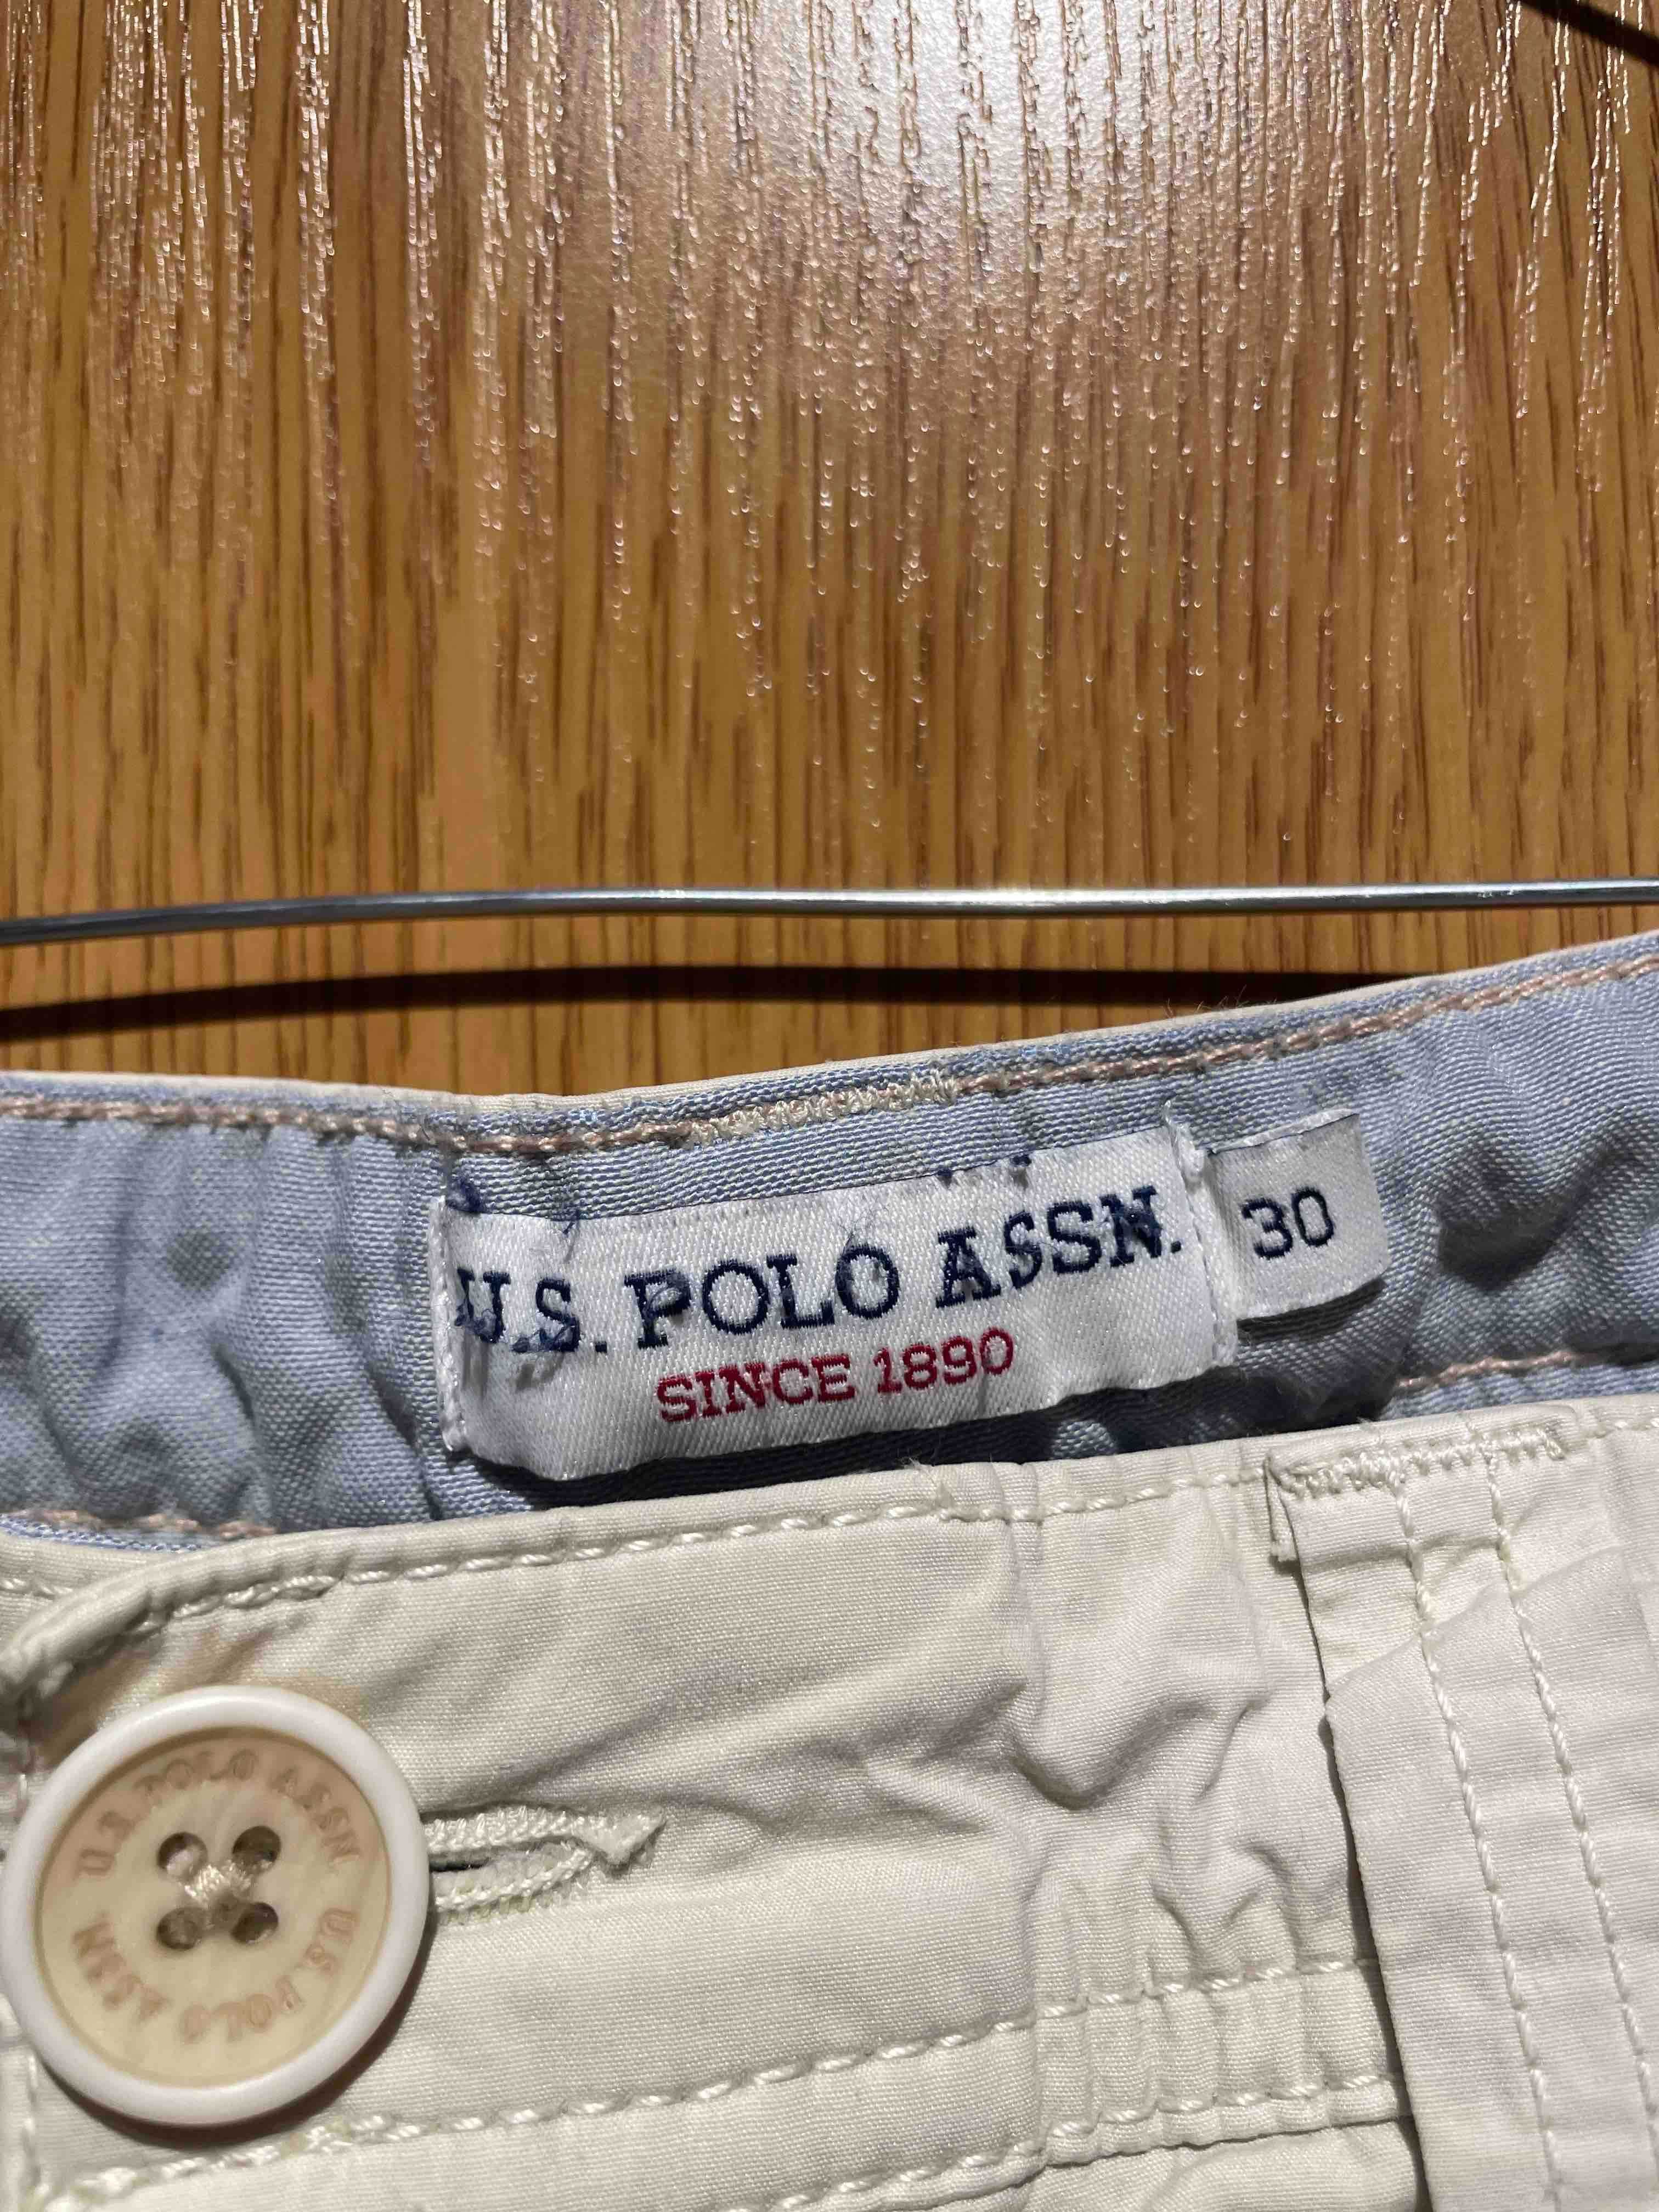 U.S. POLO ASSN.
30
SINCE 1890
U.S. POLO ASSN
U.S. POLO ASSN